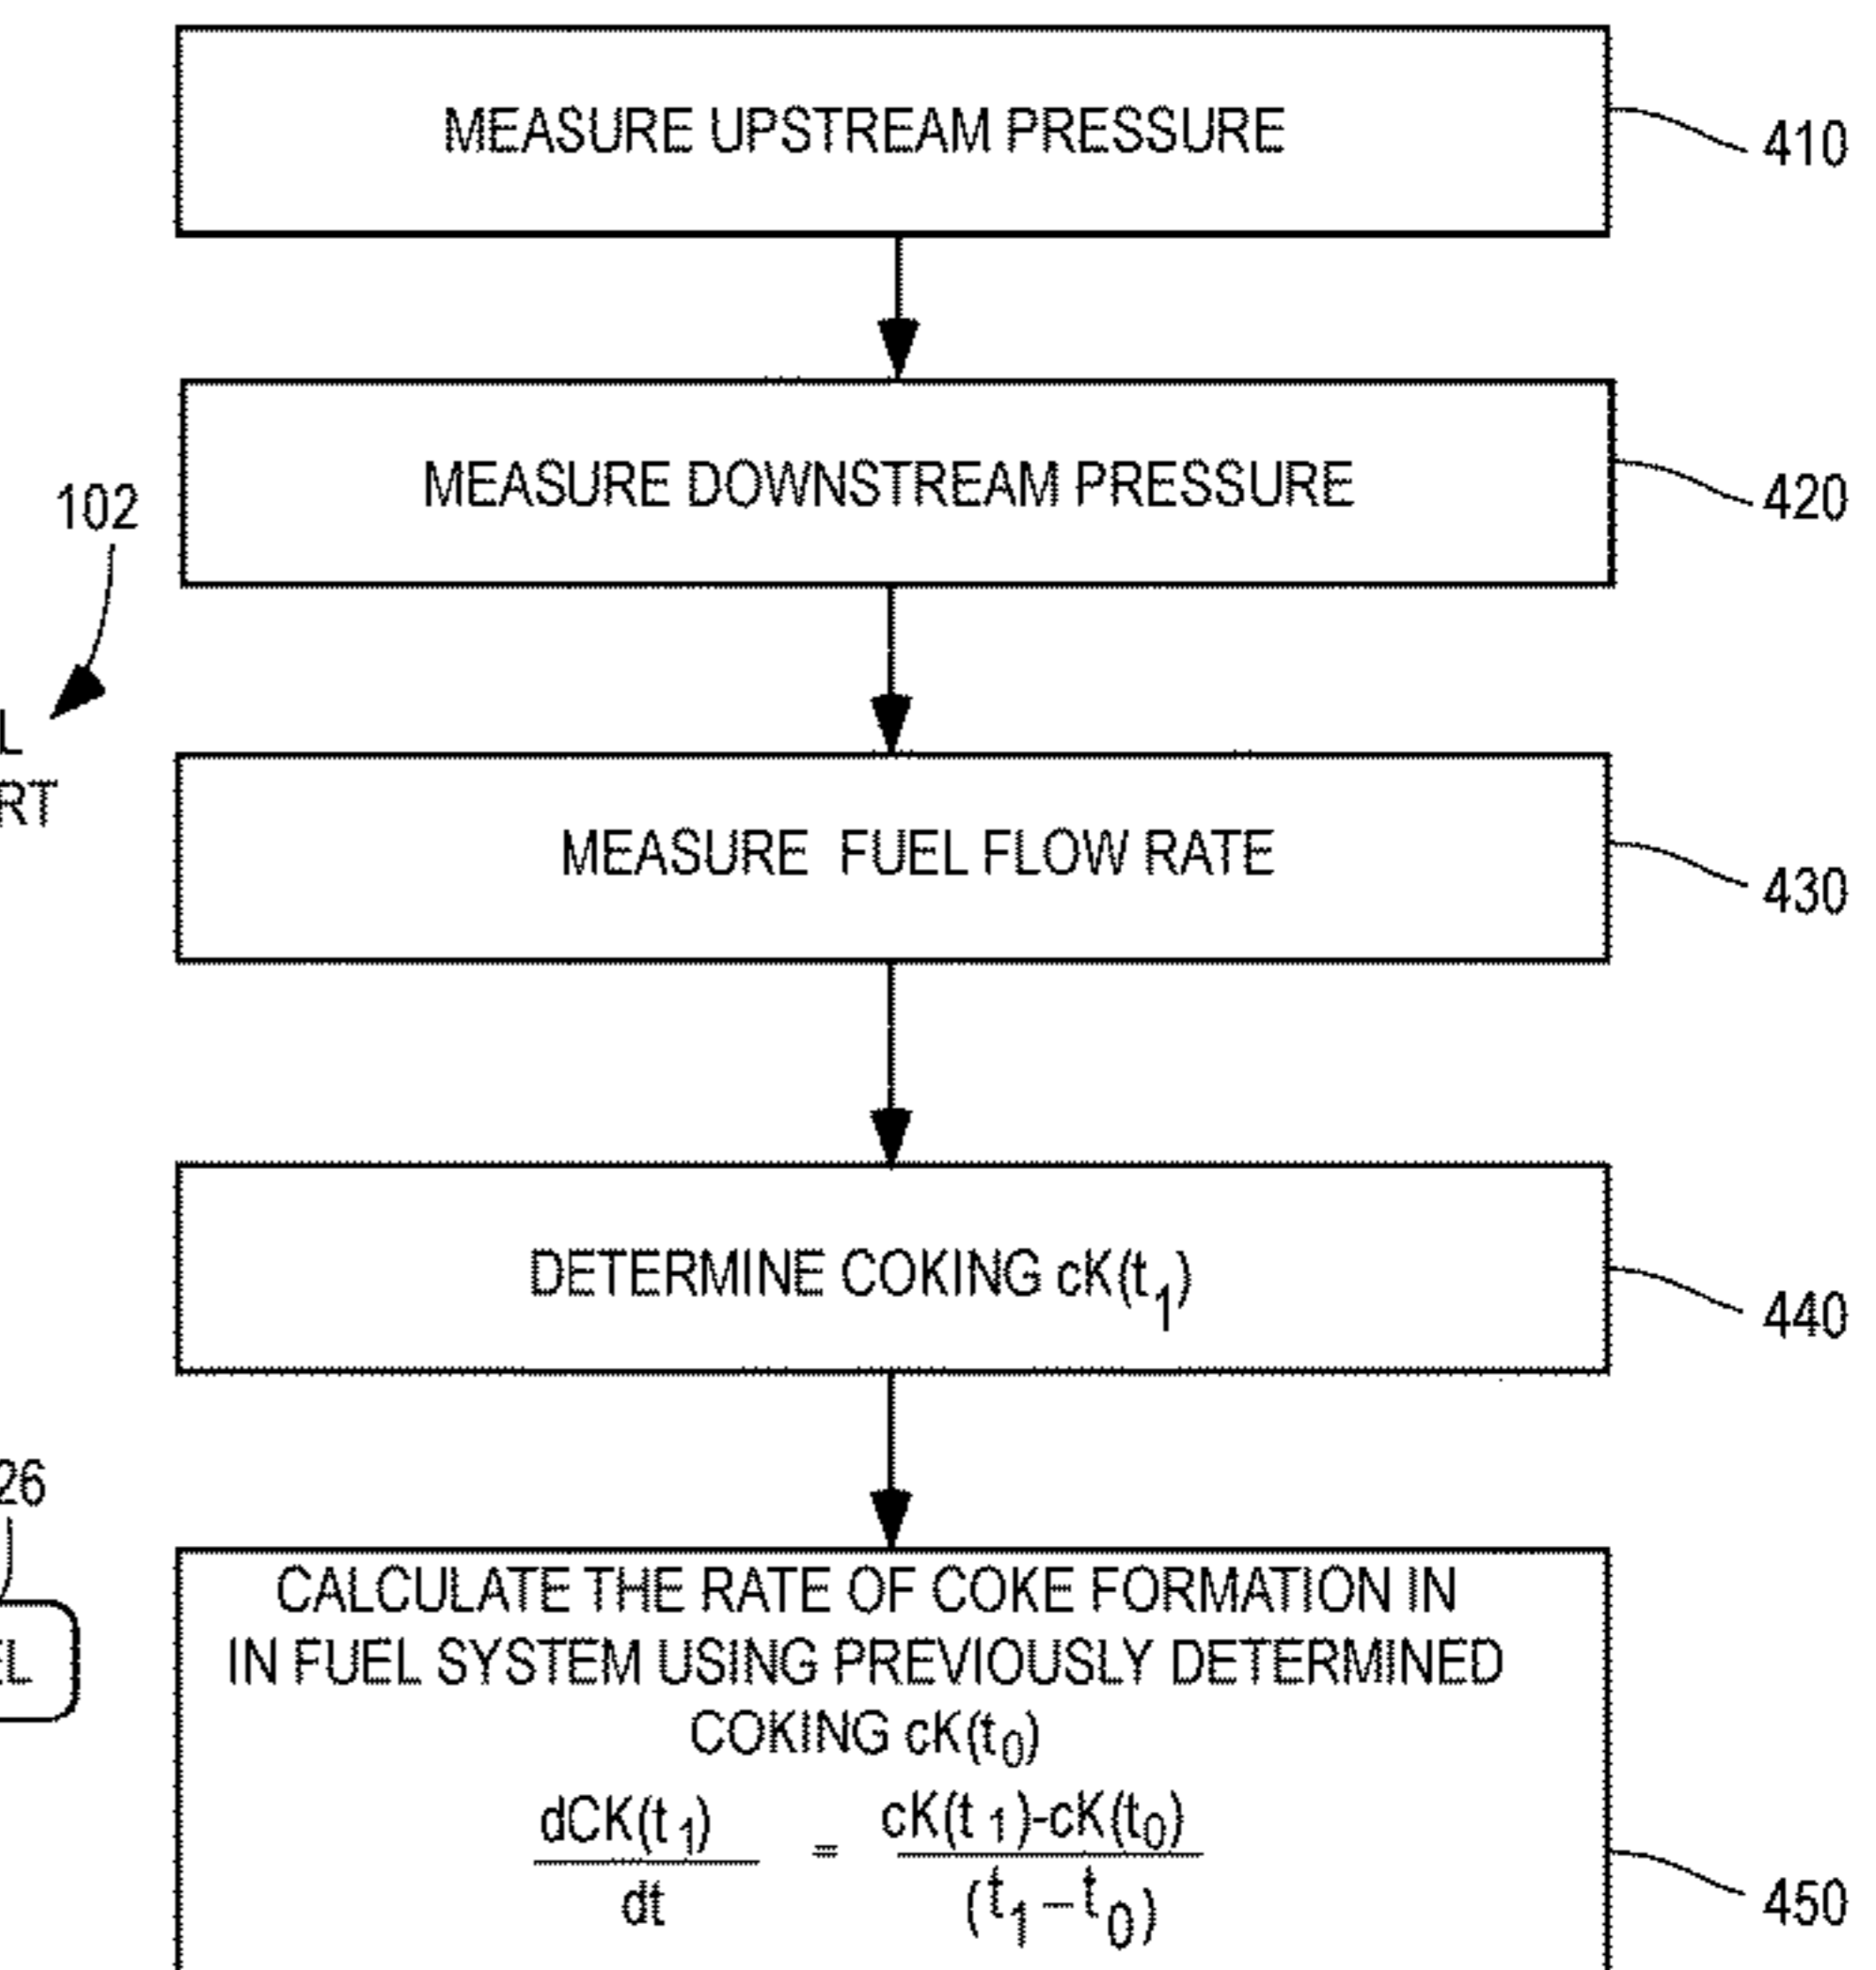 MEASURE UPSTREAM PRESSURE
410
MEASURE DOWNSTREAM PRESSURE
420
102
MEASURE FUEL FLOW RATE
430
DETERMINE COKING cK(t₁)
440
26
CALCULATE THE RATE OF COKE FORMATION IN
IN FUEL SYSTEM USING PREVIOUSLY DETERMINED
COKING cK(t₀)
dCK(t₁) = cK(t₁)-cK(t₀)
dt (t₁–t₀)
450